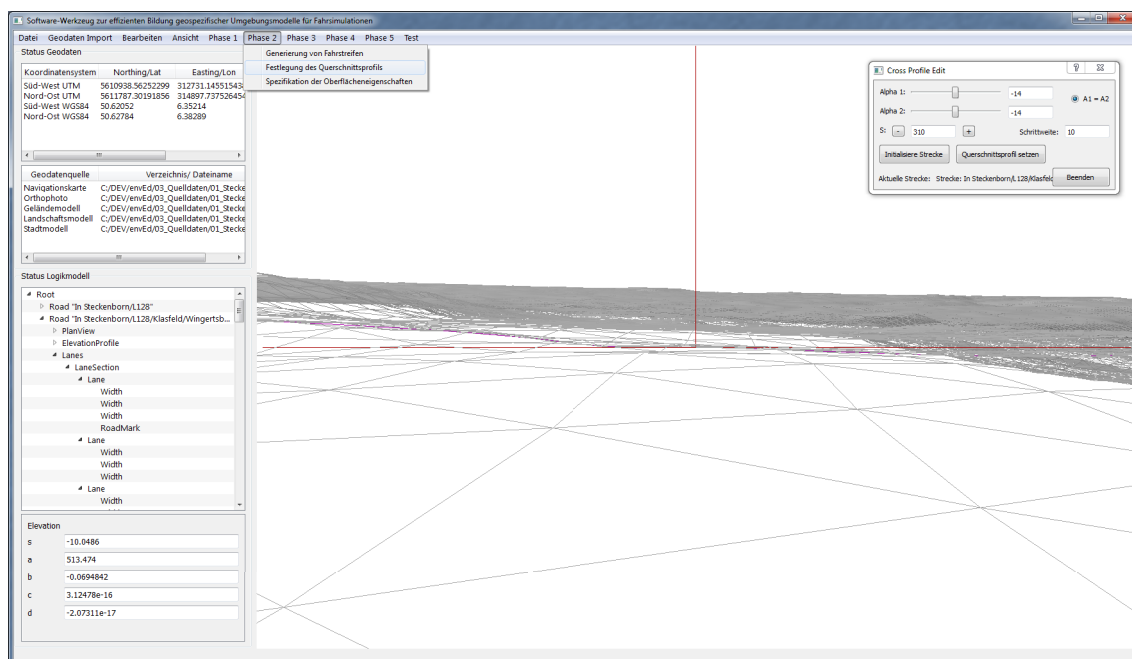 Software-Werkzeug zur effizienten Bildung geospezifischer Umgebungsmodelle für Fahrsimulationen
Datei Geodaten Import Bearbeiten Ansicht Phase 1 Phase 2 Phase 3 Phase 4 Phase 5 Test
Generierung von Fahrstreifen
Festlegung des Querschnittsprofils
Spezifikation der Oberflächeneigenschaften
Status Geodaten
Koordinatensystem Northing/Lat Easting/Lon
Süd-West UTM 5610938.56252299 312731.14551543
Nord-Ost UTM 5611787.30191856 314897.737526454
Süd-West WGS84 50.62052 6.35214
Nord-Ost WGS84 50.62784 6.38289
Geodatenquelle Verzeichnis/ Dateiname
Navigationskarte C:/DEV/envEd/03_Quelldaten/01_Stecke
Orthophoto C:/DEV/envEd/03_Quelldaten/01_Stecke
Geländemodell C:/DEV/envEd/03_Quelldaten/01_Stecke
Landschaftsmodell C:/DEV/envEd/03_Quelldaten/01_Stecke
Stadtmodell C:/DEV/envEd/03_Quelldaten/01_Stecke
Status Logikmodell
Root
Road "In Steckenborn/L128"
Road "In Steckenborn/L128/Klasfeld/Wingertsb...
PlanView
ElevationProfile
Lanes
LaneSection
Lane
Width
Width
Width
RoadMark
Lane
Width
Width
Width
Lane
Width
Elevation
s -10.0486
a 513.474
b -0.0694842
c 3.12478e-16
d -2.07311e-17
Cross Profile Edit
Alpha 1: -14
A1 = A2
Alpha 2: -14
S: - 310 + Schrittweite: 10
Initialisiere Strecke Querschnittsprofil setzen
Aktuelle Strecke: Strecke: In Steckenborn/L128/Klasfeld Beenden